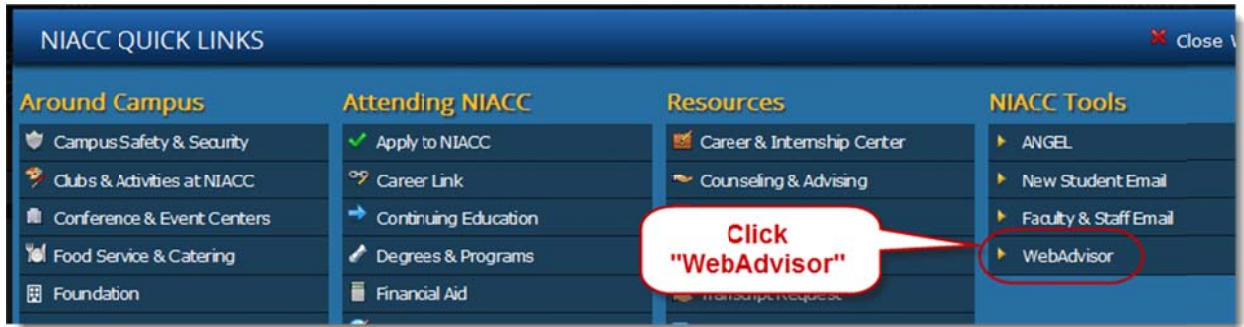 NIACC QUICK LINKS
Close
Around Campus
Campus Safety & Security
Clubs & Activities at NIACC
Conference & Event Centers
Food Service & Catering
Foundation
Attending NIACC
Apply to NIACC
Career Link
Continuing Education
Degrees & Programs
Financial Aid
Resources
Career & Internship Center
Counseling & Advising
Click
"WebAdvisor"
Transcript Request
NIACC Tools
ANGEL
New Student Email
Faculty & Staff Email
WebAdvisor